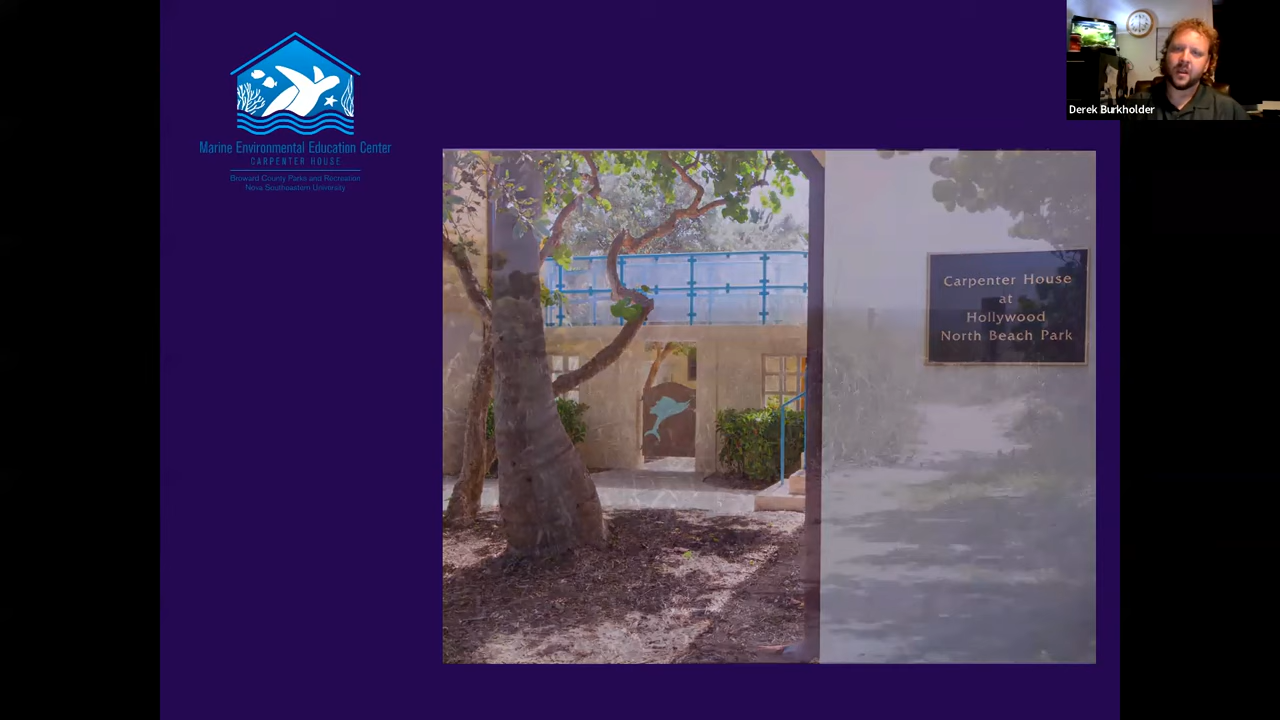 Marine Environmental Education Center
CARPENTER HOUSE
Broward County Parks and Recreation
Nova Southeastern University
Derek Burkholder
Carpenter House
at
Hollywood
North Beach Park